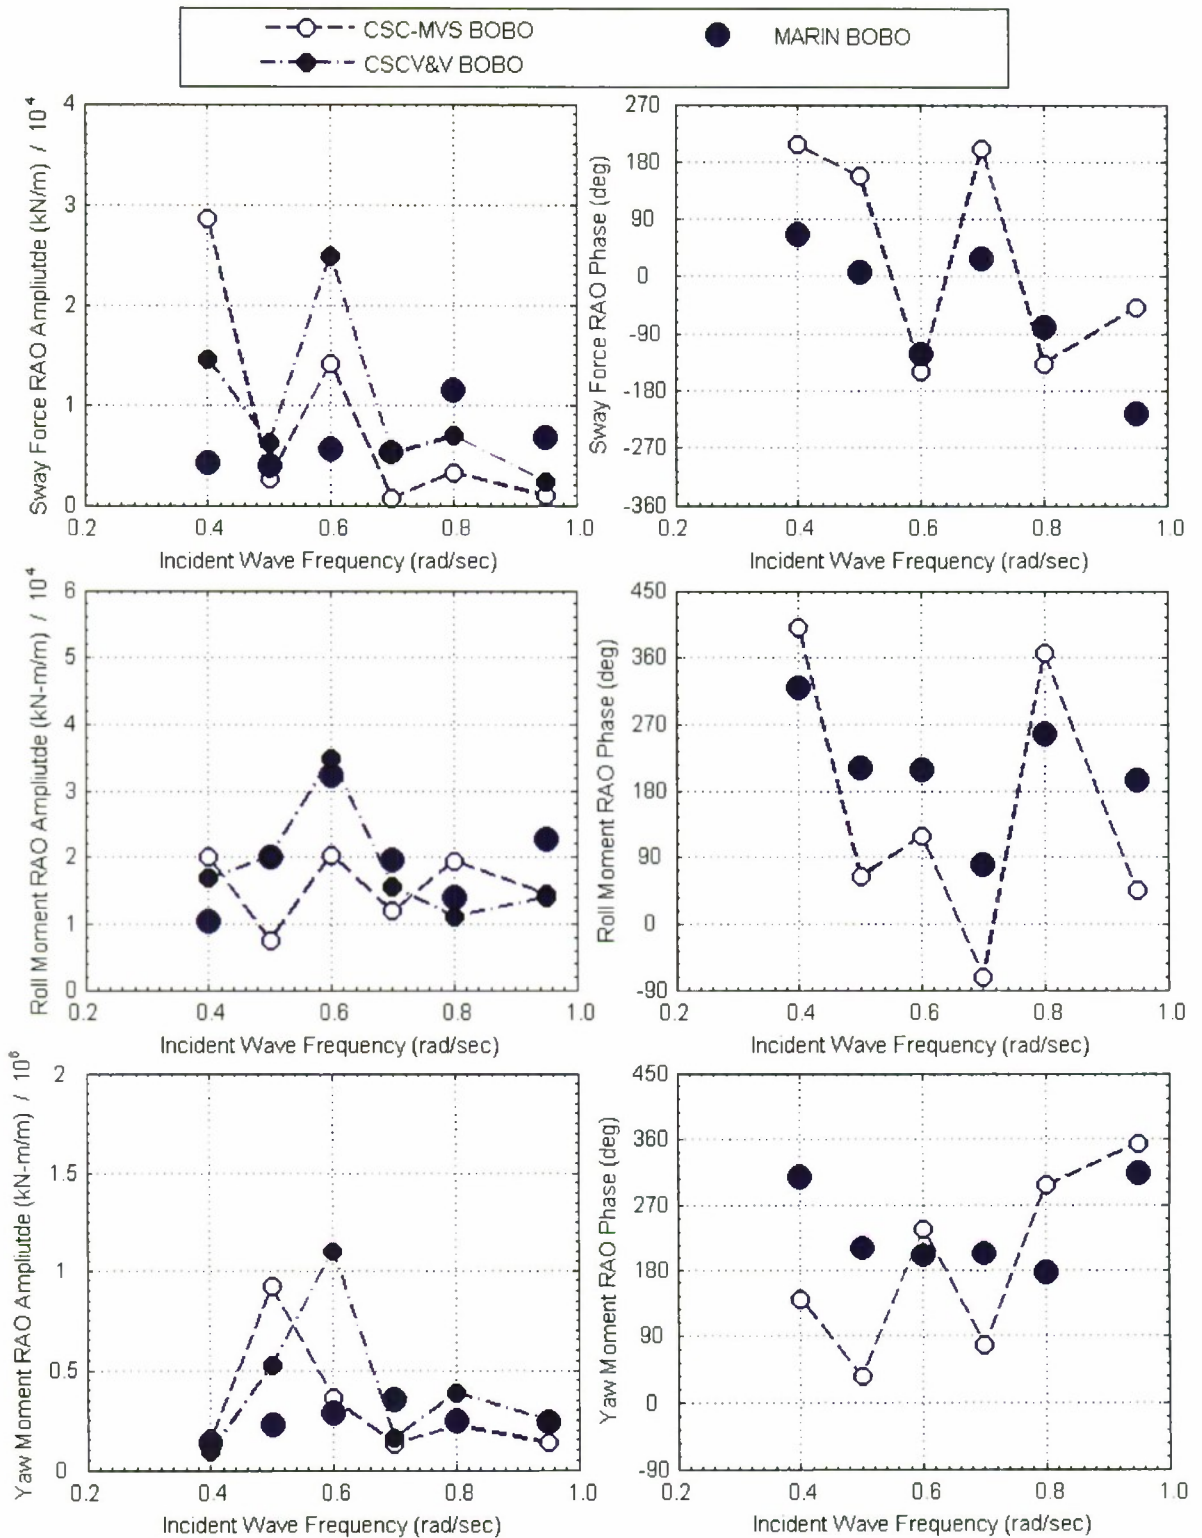 CSC-MVS BOBO
MARIN BOBO
CSCV&V BOBO
Sway Force RAO Ampliutde (kN/m) / 10^4
4
3
2
1
0
0.2 0.4 0.6 0.8 1.0
Incident Wave Frequency (rad/sec)
Sway Force RAO Phase (deg)
270
180
90
0
-90
-180
-270
-360
0.2 0.4 0.6 0.8 1.0
Incident Wave Frequency (rad/sec)
Roll Moment RAO Ampliutde (kN-m/m) / 10^4
6
5
4
3
2
1
0
0.2 0.4 0.6 0.8 1.0
Incident Wave Frequency (rad/sec)
Roll Moment RAO Phase (deg)
450
360
270
180
90
0
-90
0.2 0.4 0.6 0.8 1.0
Incident Wave Frequency (rad/sec)
Yaw Moment RAO Ampliutde (kN-m/m) / 10^6
2
1.5
1
0.5
0
0.2 0.4 0.6 0.8 1.0
Incident Wave Frequency (rad/sec)
Yaw Moment RAO Phase (deg)
450
360
270
180
90
0
-90
0.2 0.4 0.6 0.8 1.0
Incident Wave Frequency (rad/sec)